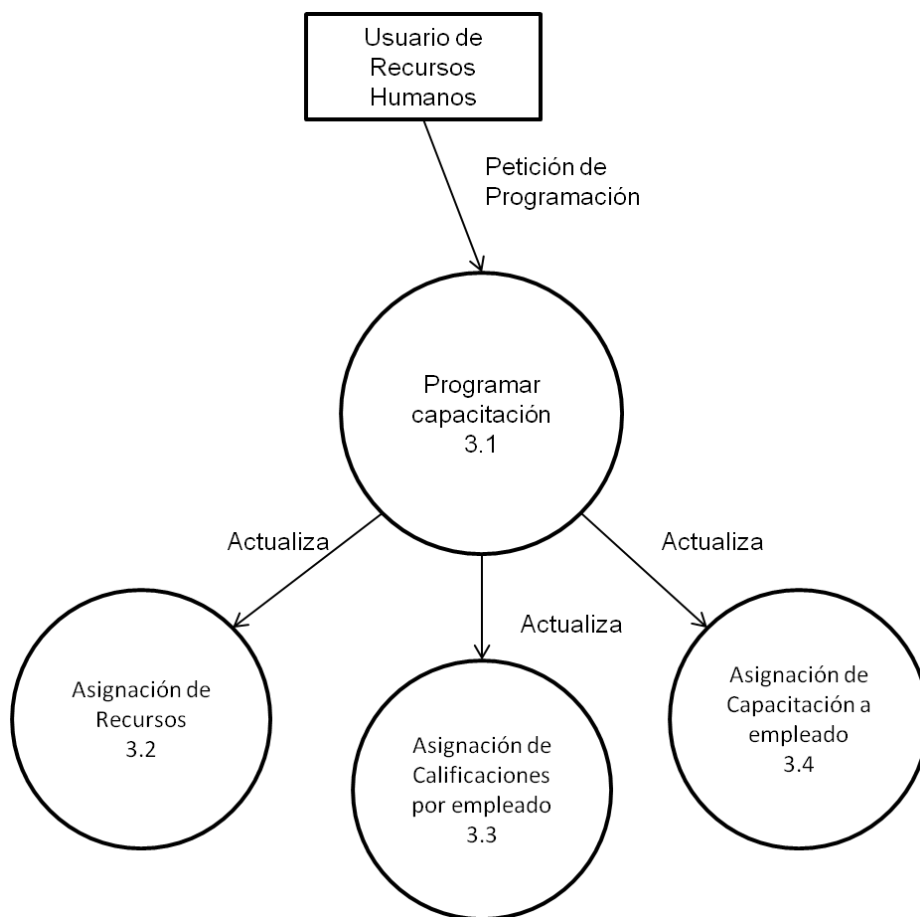 Usuario de
Recursos
Humanos
Petición de
Programación
Programar
capacitación
3.1
Actualiza
Actualiza
Actualiza
Asignación de
Recursos
3.2
Asignación de
Calificaciones
por empleado
3.3
Asignación de
Capacitación a
empleado
3.4